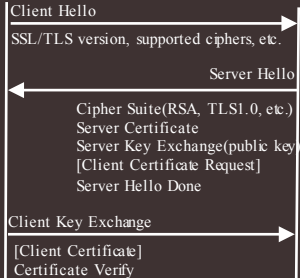 Client Hello
SSL/TLS version, supported ciphers, etc.
Server Hello
Cipher Suite(RSA, TLS1.0, etc.)
Server Certificate
Server Key Exchange(public key)
[Client Certificate Request]
Server Hello Done
Client Key Exchange
[Client Certificate]
Certificate Verify